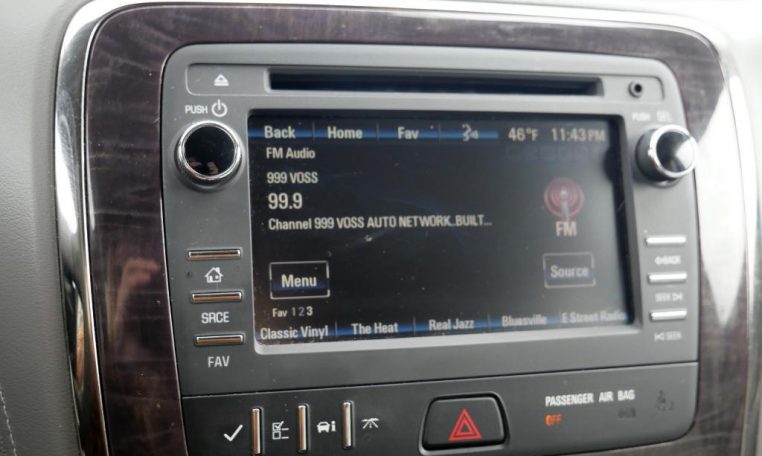 PUSH
PUSH SEL
Back Home Fav 46°F 11:43 PM
FM Audio
999 VOSS
99.9
Channel 999 VOSS AUTO NETWORK..BUILT...
FM
Menu Source
Fav 1 2 3
Classic Vinyl The Heat Real Jazz Bluesville E Street Radio
BACK
SEEK
SEEK
SRCE
FAV
PASSENGER AIR BAG
OFF